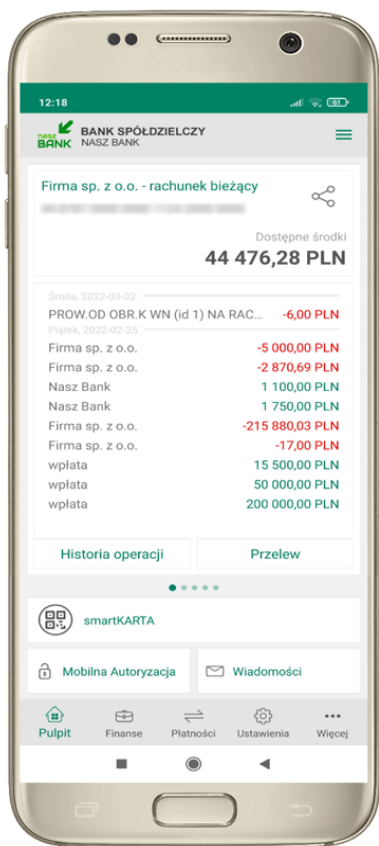 12:18
61
nasz BANK BANK SPÓŁDZIELCZY
NASZ BANK
Firma sp. z o.o. - rachunek bieżący
Dostępne środki
44 476,28 PLN
Środa, 2022-03-02
PROW.OD OBR.K WN (id 1) NA RAC... -6,00 PLN
Piątek, 2022-02-25
Firma sp. z o.o. -5 000,00 PLN
Firma sp. z o.o. -2 870,69 PLN
Nasz Bank 1 100,00 PLN
Nasz Bank 1 750,00 PLN
Firma sp. z o.o. -215 880,03 PLN
Firma sp. z o.o. -17,00 PLN
wpłata 15 500,00 PLN
wpłata 50 000,00 PLN
wpłata 200 000,00 PLN
Historia operacji Przelew
smartKARTA
Mobilna Autoryzacja Wiadomości
Pulpit Finanse Płatności Ustawienia Więcej